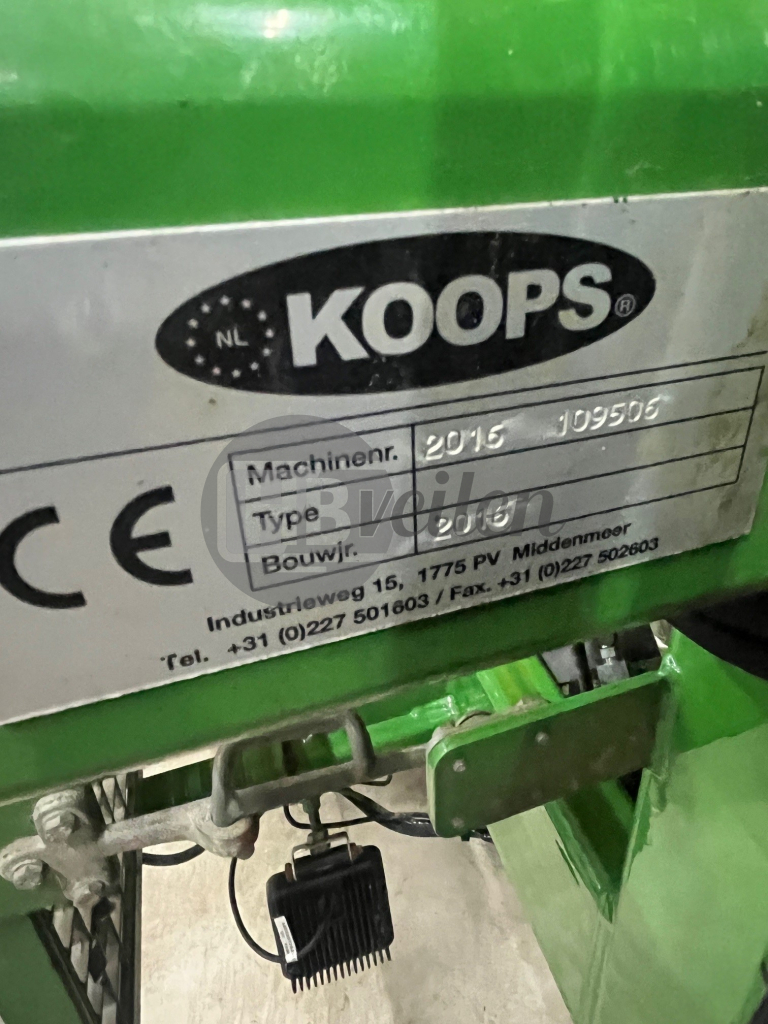 NL KOOPS®
CE
Machinenr. 2016 109506
Type
Bouwjr. 2016
HBveilen
Industrieweg 15, 1775 PV Middenmeer
Tel. +31 (0)227 501603 / Fax. +31 (0)227 502603